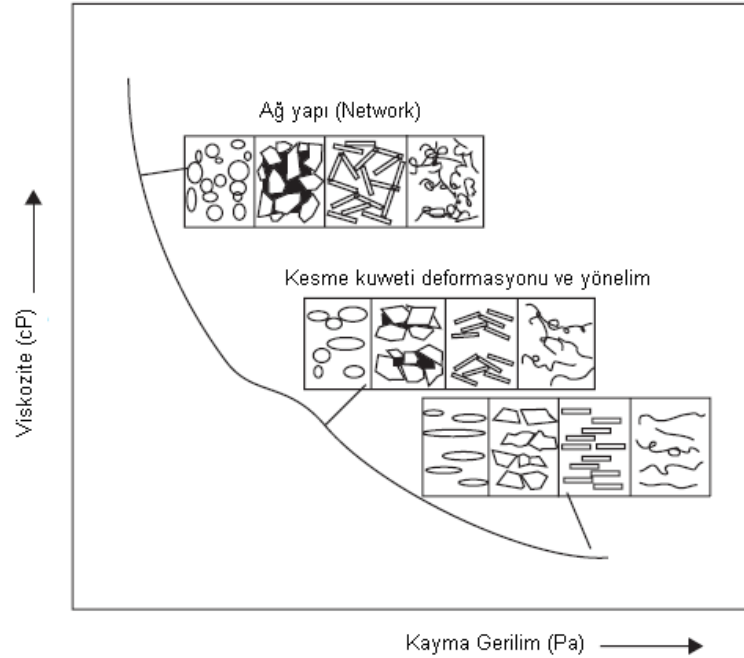 Ağ yapı (Network)
Kesme kuweti deformasyonu ve yönelim
Viskozite (cP)
Kayma Gerilim (Pa)